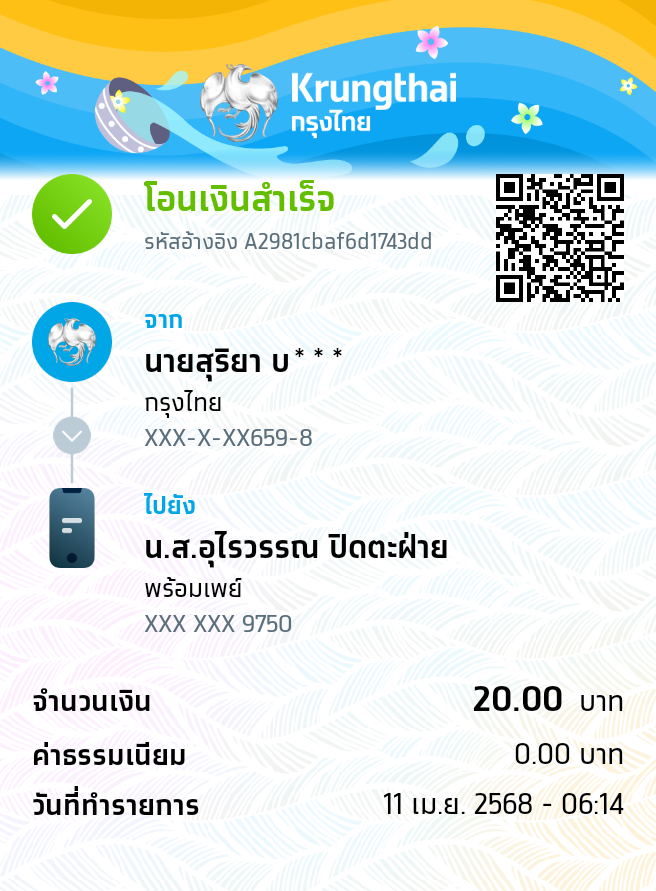 Krungthai
กรุงไทย
โอนเงินสำเร็จ
รหัสอ้างอิง A2981cbaf6d1743dd
จาก
นายสุริยา บ***
กรุงไทย
XXX-X-XX659-8
ไปยัง
น.ส.อุไรวรรณ ปิดตะฝ่าย
พร้อมเพย์
XXX XXX 9750
จำนวนเงิน 20.00 บาท
ค่าธรรมเนียม 0.00 บาท
วันที่ทำรายการ 11 เม.ย. 2568 - 06:14